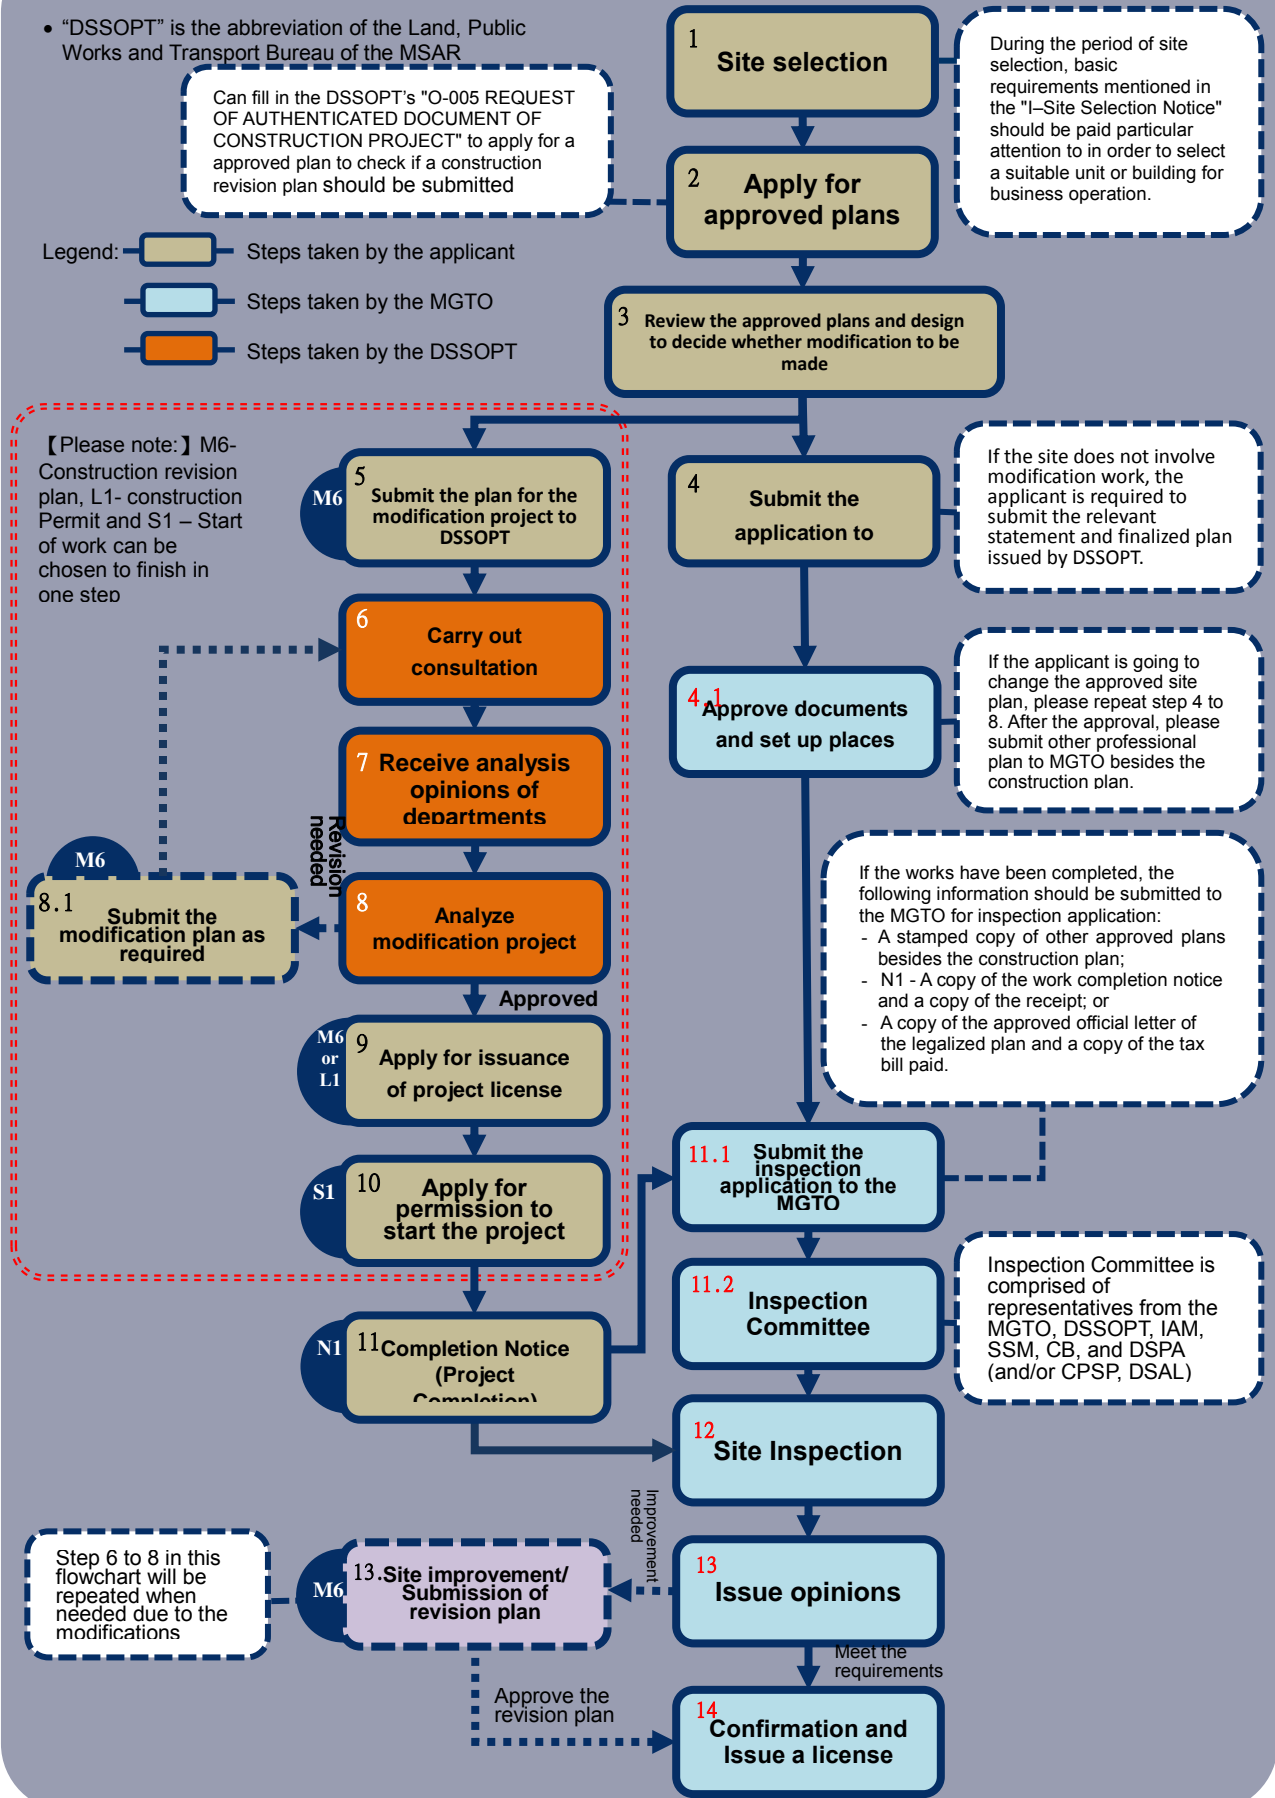 • “DSSOPT” is the abbreviation of the Land, Public
Works and Transport Bureau of the MSAR
1
Site selection
During the period of site
selection, basic
requirements mentioned in
the "I–Site Selection Notice"
should be paid particular
attention to in order to select
a suitable unit or building for
business operation.
Can fill in the DSSOPT’s "O-005 REQUEST
OF AUTHENTICATED DOCUMENT OF
CONSTRUCTION PROJECT" to apply for a
approved plan to check if a construction
revision plan should be submitted
2
Apply for
approved plans
Legend:
Steps taken by the applicant
Steps taken by the MGTO
Steps taken by the DSSOPT
3
Review the approved plans and design
to decide whether modification to be
made
【Please note:】M6-
Construction revision
plan, L1- construction
Permit and S1 – Start
of work can be
chosen to finish in
one step
M6
5
Submit the plan for the
modification project to
DSSOPT
4
Submit the
application to
If the site does not involve
modification work, the
applicant is required to
submit the relevant
statement and finalized plan
issued by DSSOPT.
6
Carry out
consultation
4.1
Approve documents
and set up places
If the applicant is going to
change the approved site
plan, please repeat step 4 to
8. After the approval, please
submit other professional
plan to MGTO besides the
construction plan.
7
Receive analysis
opinions of
departments
Revision
needed
M6
8.1
Submit the
modification plan as
required
8
Analyze
modification project
Approved
If the works have been completed, the
following information should be submitted to
the MGTO for inspection application:
- A stamped copy of other approved plans
besides the construction plan;
- N1 - A copy of the work completion notice
and a copy of the receipt; or
- A copy of the approved official letter of
the legalized plan and a copy of the tax
bill paid.
M6
or
L1
9
Apply for issuance
of project license
S1
10
Apply for
permission to
start the project
11.1
Submit the
inspection
application to the
MGTO
11.2
Inspection
Committee
Inspection Committee is
comprised of
representatives from the
MGTO, DSSOPT, IAM,
SSM, CB, and DSPA
(and/or CPSP, DSAL)
N1
11
Completion Notice
(Project
Completion)
12
Site Inspection
Improvement
needed
Step 6 to 8 in this
flowchart will be
repeated when
needed due to the
modifications
M6
13.
Site improvement/
Submission of
revision plan
13
Issue opinions
Meet the
requirements
Approve the
revision plan
14
Confirmation and
Issue a license